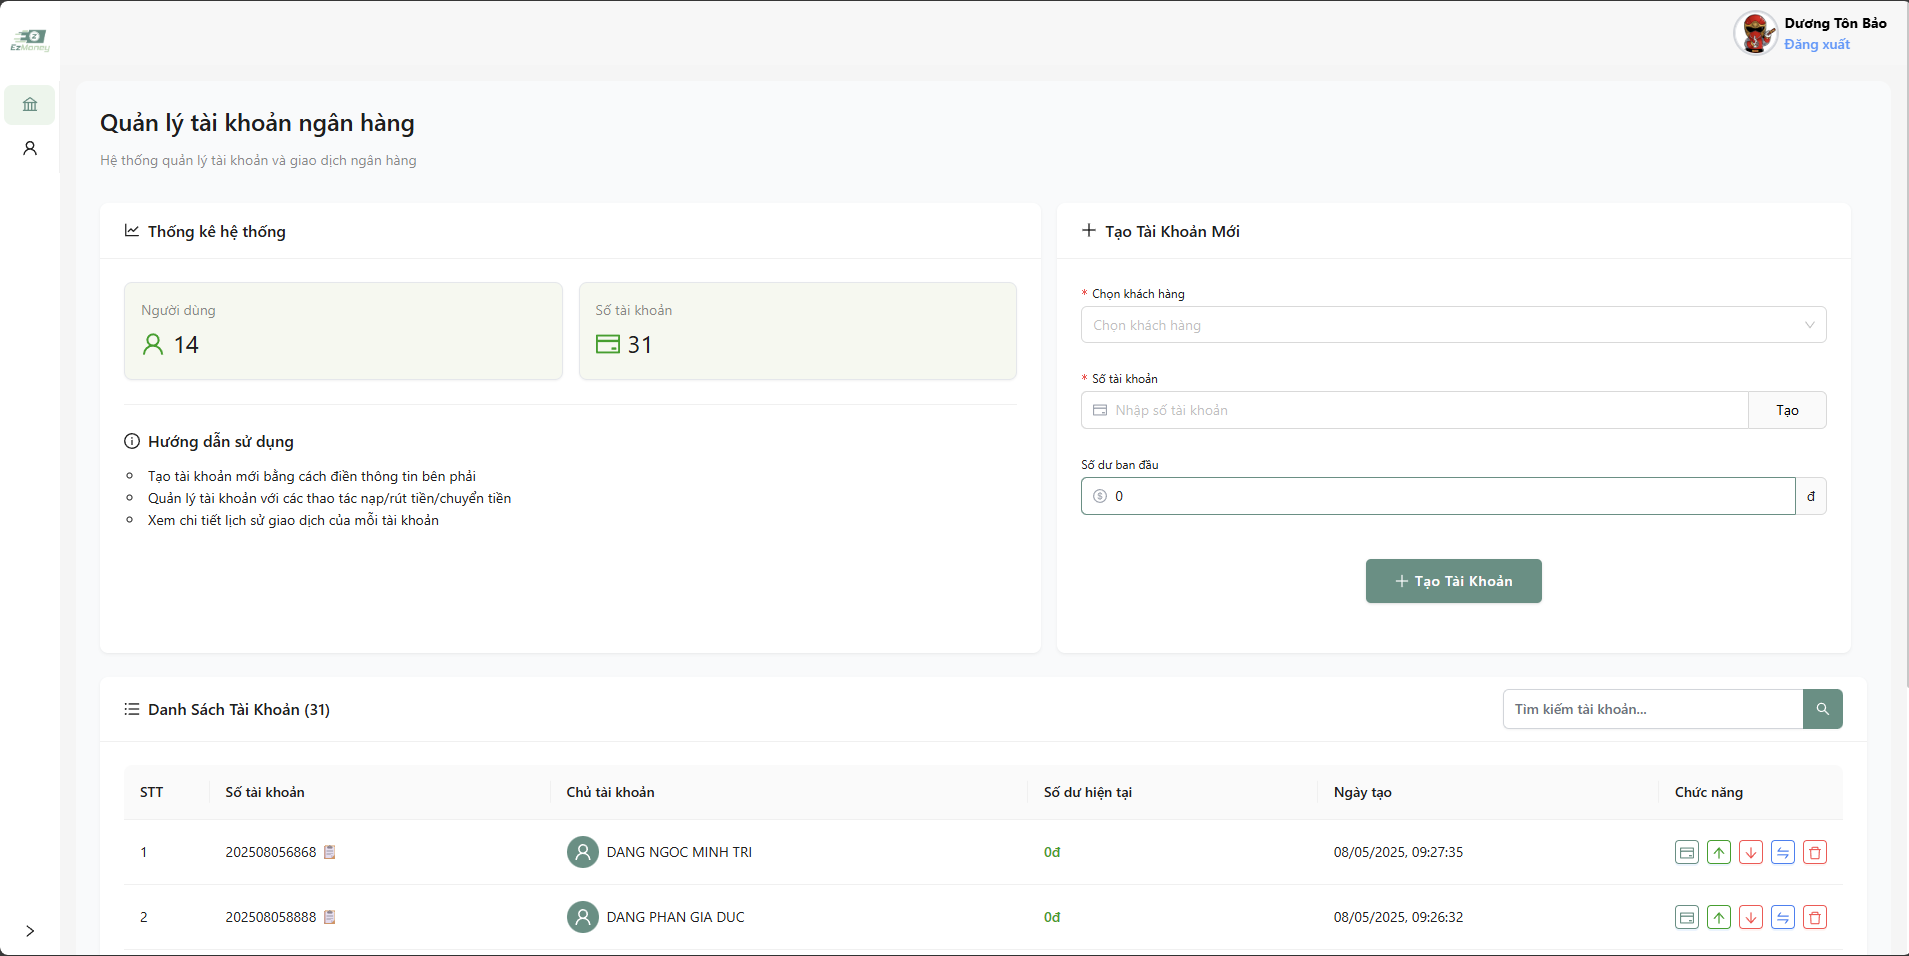 EzMoney
Dương Tôn Bảo
Đăng xuất
Quản lý tài khoản ngân hàng
Hệ thống quản lý tài khoản và giao dịch ngân hàng
Thống kê hệ thống
Người dùng
14
Số tài khoản
31
Hướng dẫn sử dụng
Tạo tài khoản mới bằng cách điền thông tin bên phải
Quản lý tài khoản với các thao tác nạp/rút tiền/chuyển tiền
Xem chi tiết lịch sử giao dịch của mỗi tài khoản
Tạo Tài Khoản Mới
* Chọn khách hàng
Chọn khách hàng
* Số tài khoản
Nhập số tài khoản
Tạo
Số dư ban đầu
0
đ
Tạo Tài Khoản
Danh Sách Tài Khoản (31)
Tìm kiếm tài khoản...
STT Số tài khoản Chủ tài khoản Số dư hiện tại Ngày tạo Chức năng
1 202508056868 DANG NGOC MINH TRI 0đ 08/05/2025, 09:27:35
2 202508058888 DANG PHAN GIA DUC 0đ 08/05/2025, 09:26:32